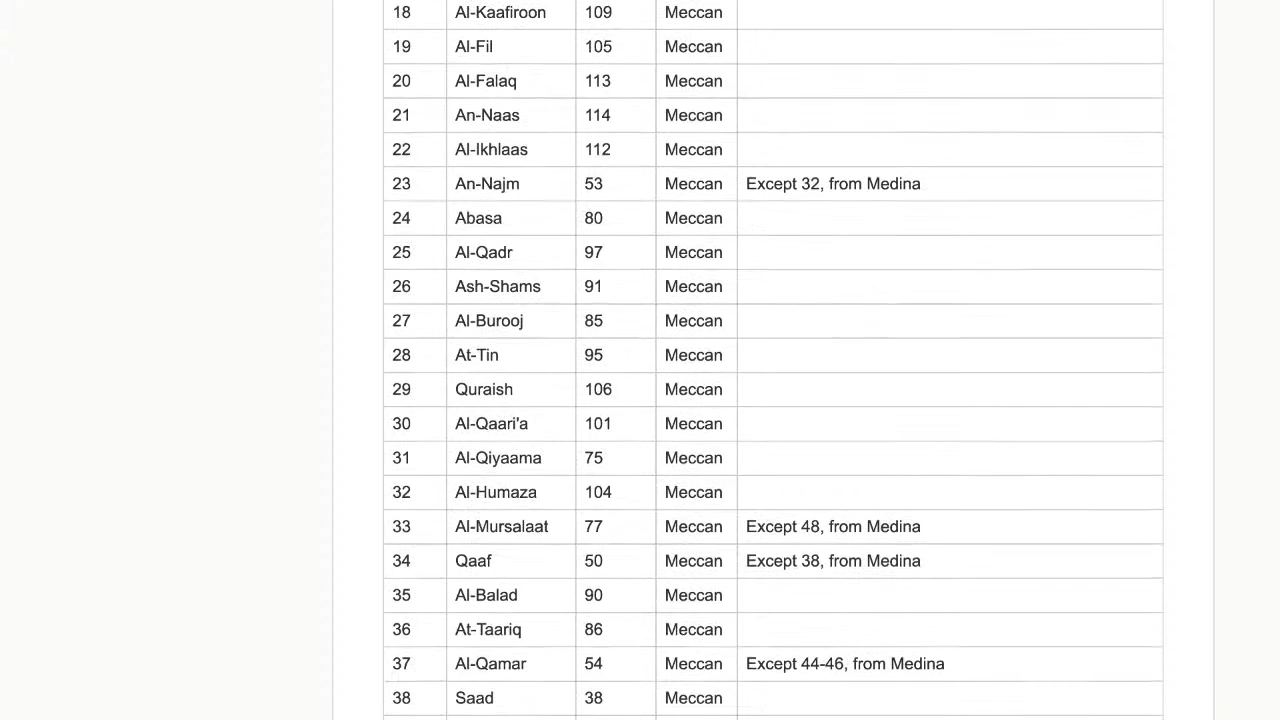 18 Al-Kaafiroon 109 Meccan
19 Al-Fil 105 Meccan
20 Al-Falaq 113 Meccan
21 An-Naas 114 Meccan
22 Al-Ikhlaas 112 Meccan
23 An-Najm 53 Meccan Except 32, from Medina
24 Abasa 80 Meccan
25 Al-Qadr 97 Meccan
26 Ash-Shams 91 Meccan
27 Al-Burooj 85 Meccan
28 At-Tin 95 Meccan
29 Quraish 106 Meccan
30 Al-Qaari'a 101 Meccan
31 Al-Qiyaama 75 Meccan
32 Al-Humaza 104 Meccan
33 Al-Mursalaat 77 Meccan Except 48, from Medina
34 Qaaf 50 Meccan Except 38, from Medina
35 Al-Balad 90 Meccan
36 At-Taariq 86 Meccan
37 Al-Qamar 54 Meccan Except 44-46, from Medina
38 Saad 38 Meccan